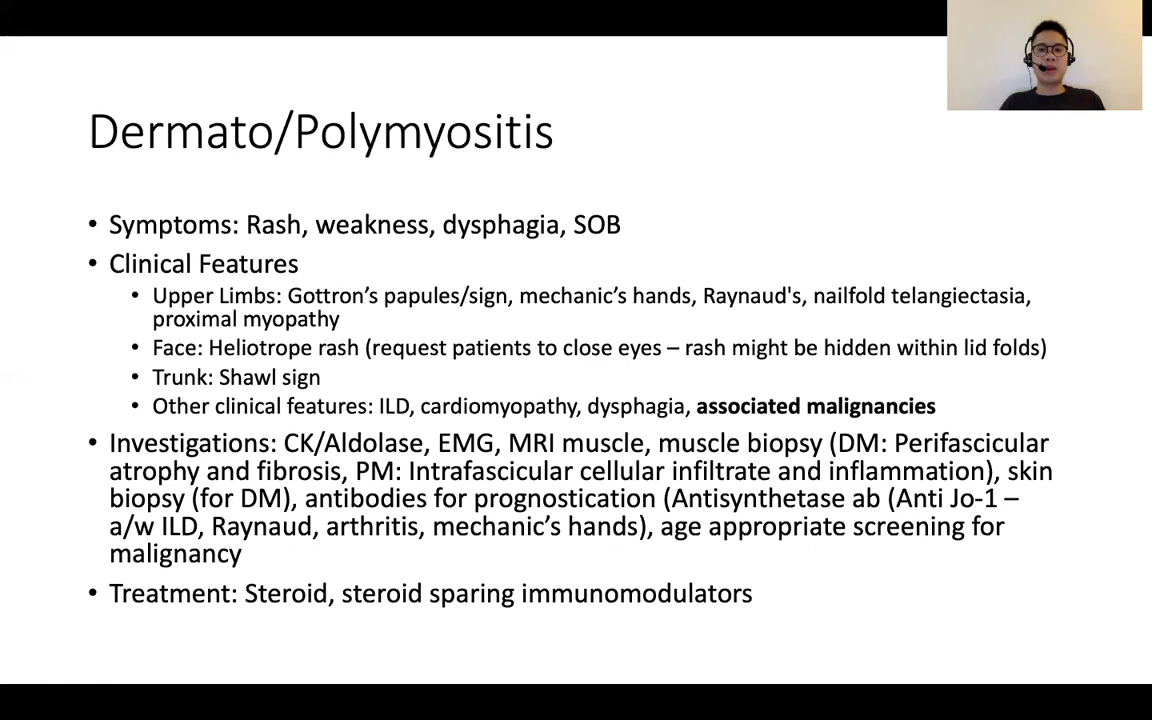 Dermato/Polymyositis
• Symptoms: Rash, weakness, dysphagia, SOB
• Clinical Features
• Upper Limbs: Gottron’s papules/sign, mechanic’s hands, Raynaud's, nailfold telangiectasia,
proximal myopathy
• Face: Heliotrope rash (request patients to close eyes – rash might be hidden within lid folds)
• Trunk: Shawl sign
• Other clinical features: ILD, cardiomyopathy, dysphagia, associated malignancies
• Investigations: CK/Aldolase, EMG, MRI muscle, muscle biopsy (DM: Perifascicular
atrophy and fibrosis, PM: Intrafascicular cellular infiltrate and inflammation), skin
biopsy (for DM), antibodies for prognostication (Antisynthetase ab (Anti Jo-1 –
a/w ILD, Raynaud, arthritis, mechanic’s hands), age appropriate screening for
malignancy
• Treatment: Steroid, steroid sparing immunomodulators